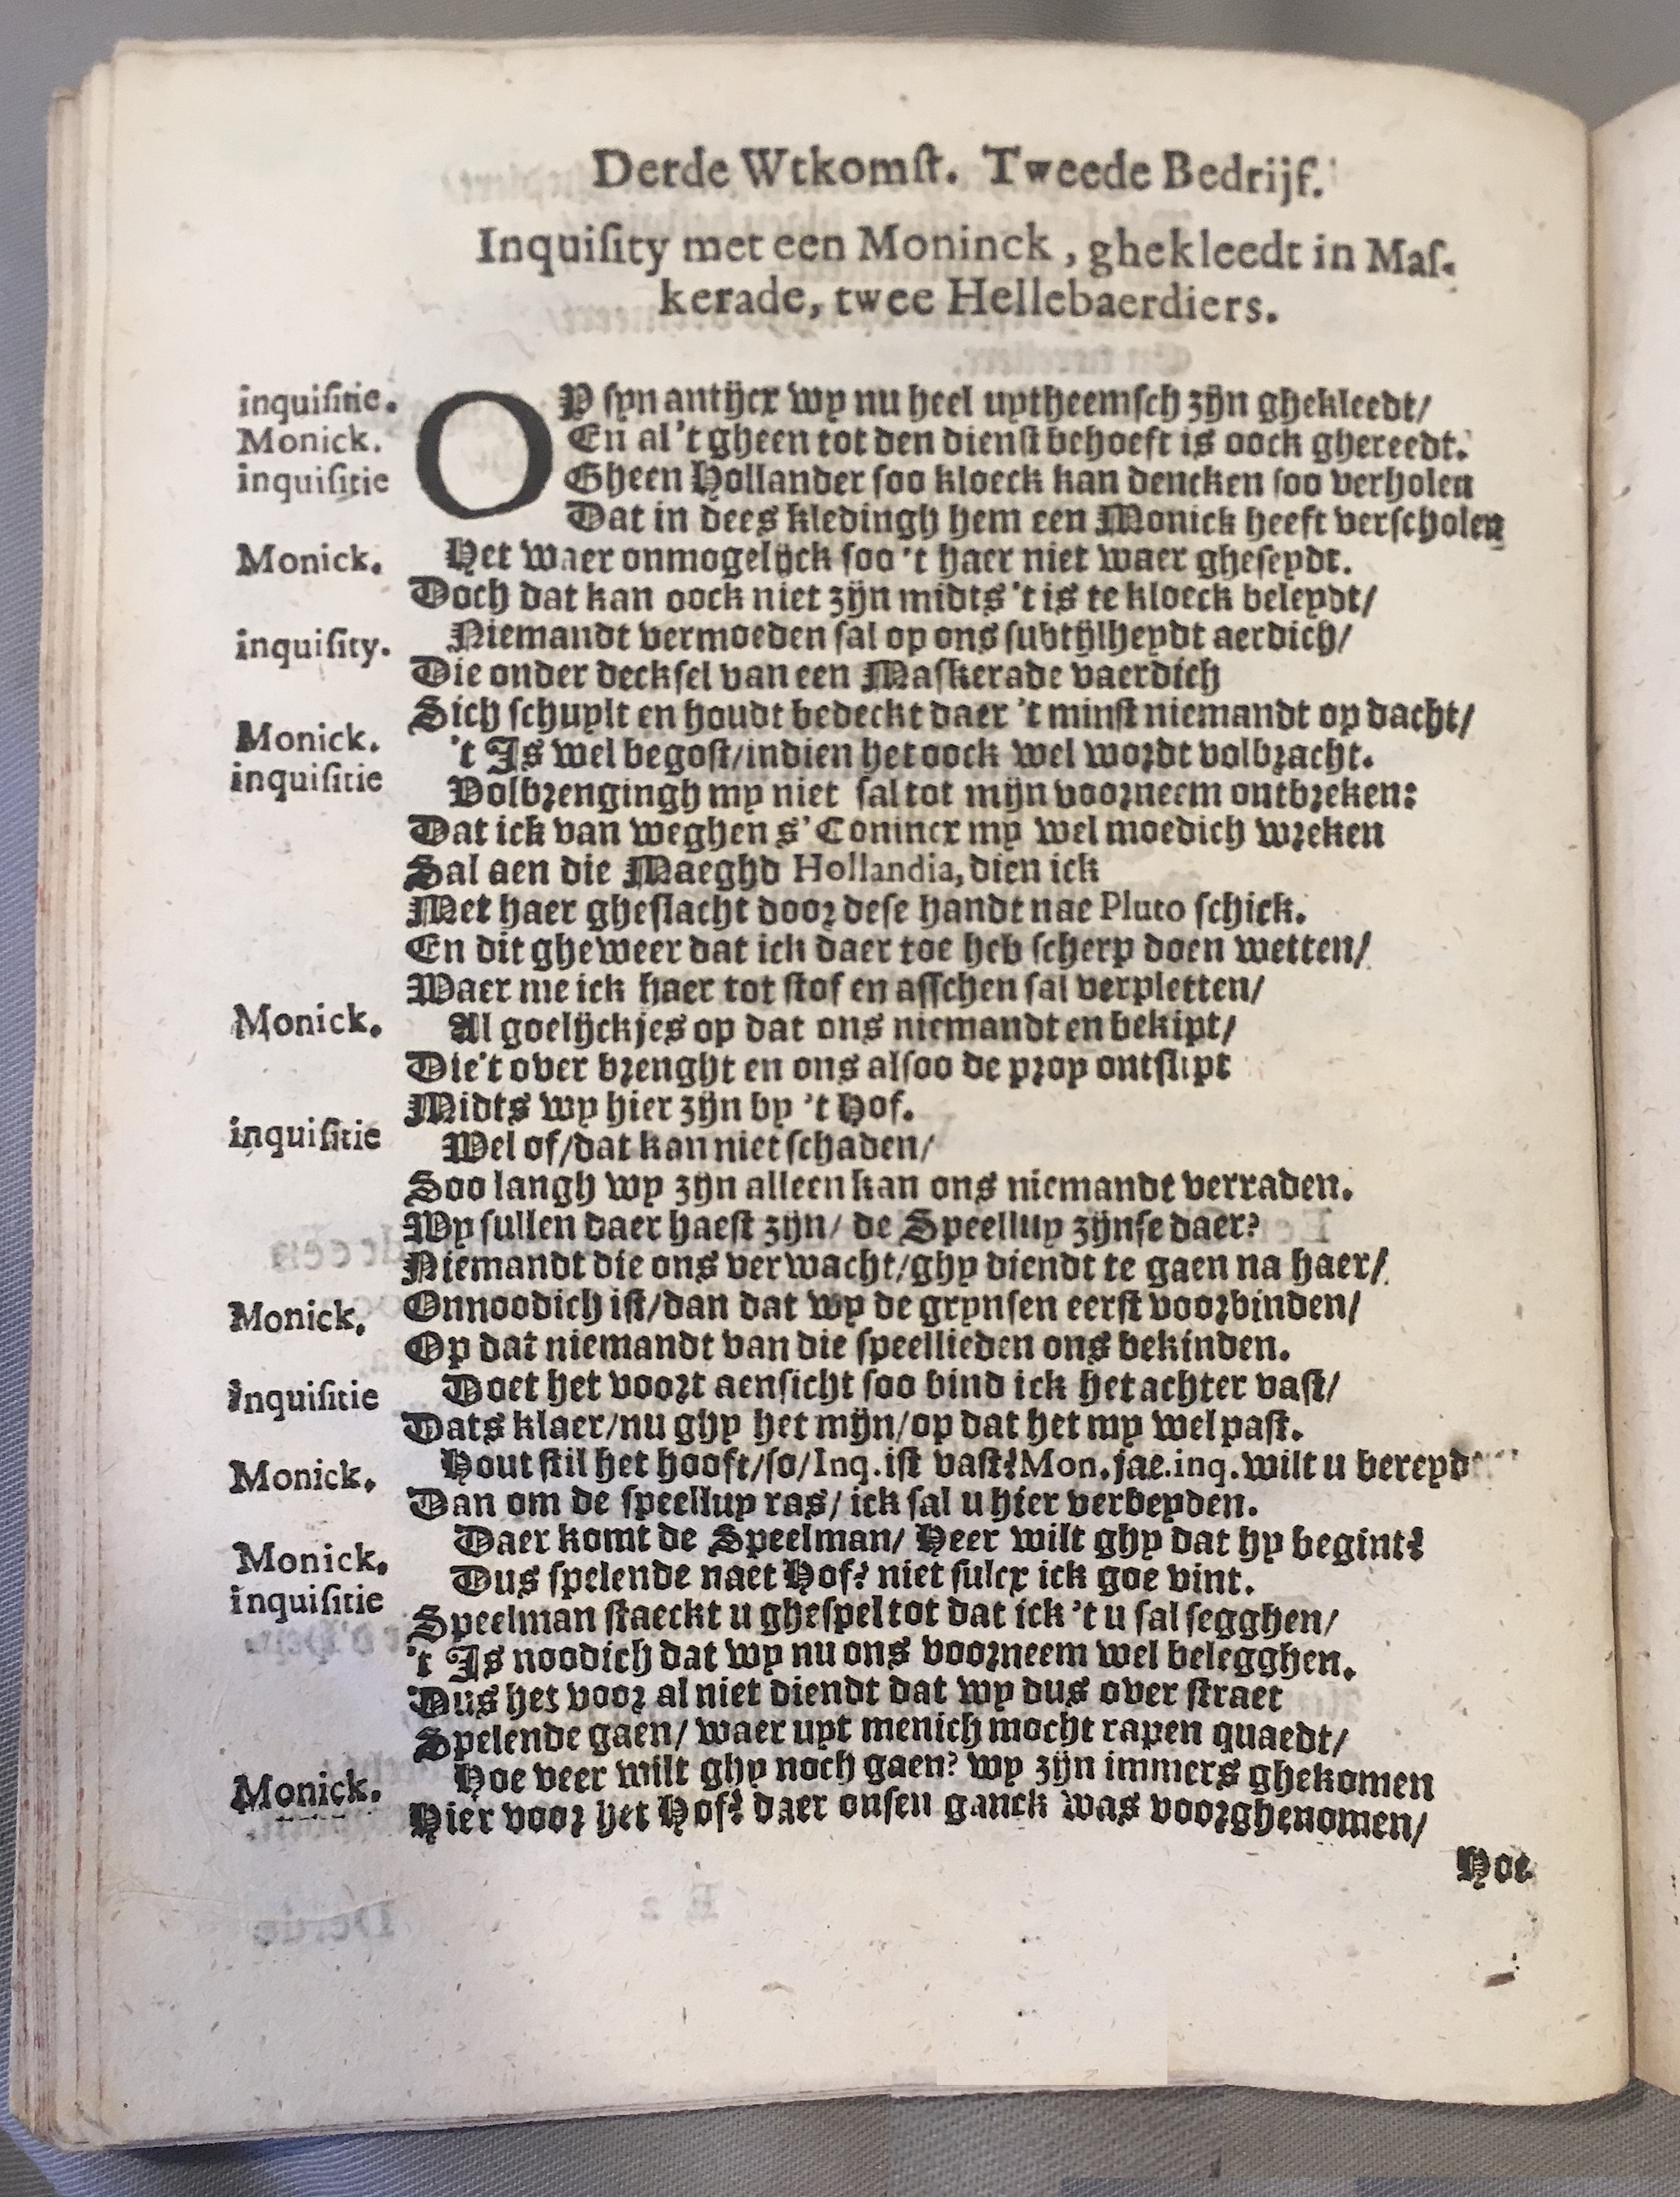 Derde Wtkomſt. Tweede Bedrijf.
Inquiſity met een Moninck, ghekleedt in Maſ-
kerade, twee Hellebaerdiers.
inquiſitie. OP ſyn antijcx wy nu heel uytheemſch zijn ghekleedt/
Monick. En al 't gheen tot den dienſt behoeft is oock ghereedt.
inquiſitie Gheen Hollander ſoo kloeck kan dencken ſoo verholen
Dat in dees kledingh hem een Monick heeft verſcholen
Monick. Het waer onmogelijck ſoo 't haer niet waer gheſeydt.
Doch dat kan oock niet zijn midts 't is te kloeck beleydt/
inquiſity. Niemandt vermoeden ſal op ons ſubtijlheydt aerdich/
Die onder deckſel van een Maſkerade vaerdich
Sich ſchuylt en houdt bedeckt daer 't minſt niemandt op dacht/
Monick. 't Is wel begoſt/indien het oock wel wordt volbracht.
inquiſitie Volbrengingh my niet ſal tot mijn voorneem ontbreken:
Dat ick van weghen s'Conincx my wel moedich wreken
Sal aen die Maeghd Hollandia, dien ick
Met haer gheſlacht door deſe handt nae Pluto ſchick.
En dit gheweer dat ick daer toe heb ſcherp doen wetten/
Waer me ick haer tot ſtof en aſſchen ſal verpletten/
Monick. Al goelijckjes op dat ons niemandt en bekipt/
Die't over brenght en ons alſoo de proy ontſlipt
Midts wy hier zijn by 't Hof.
inquiſitie Wel of/dat kan niet ſchaden/
Soo langh wy zijn alleen kan ons niemandt verraden.
Wy ſullen daer haeſt zijn/ de Speelluy zijnſe daer?
Niemandt die ons verwacht/ghy diendt te gaen na haer/
Monick. Onnoodich iſt/dan dat wy de grynſen eerſt voorbinden/
Op dat niemandt van die ſpeellieden ons bekinden.
Inquiſitie Doet het voort aenſicht ſoo bind ick het achter vaſt/
Dats klaer/nu ghy het mijn/op dat het my wel paſt.
Monick. Hout ſtil het hooft/ſo/Inq.iſt vaſt?Mon.jae.inq.wilt u
Dan om de ſpeelluy ras/ ick ſal u hier verbeyden.
Monick. Daer komt de Speelman/ Heer wilt ghy dat hy begint?
inquiſitie Dus ſpelende naet Hof? niet ſulcx ick goe vint.
Speelman ſtaeckt u gheſpel tot dat ick 't u ſal ſegghen/
't Is noodich dat wy nu ons voorneem wel belegghen.
Dus het voor al niet diendt dat wy dus over ſtraet
Spelende gaen/ waer uyt menich mocht rapen quaedt/
Monick. Hoe veer wilt ghy noch gaen? wy zijn immers ghekomen
Hier voor het Hof? daer onſen ganck was voorghenomen/
Hoe